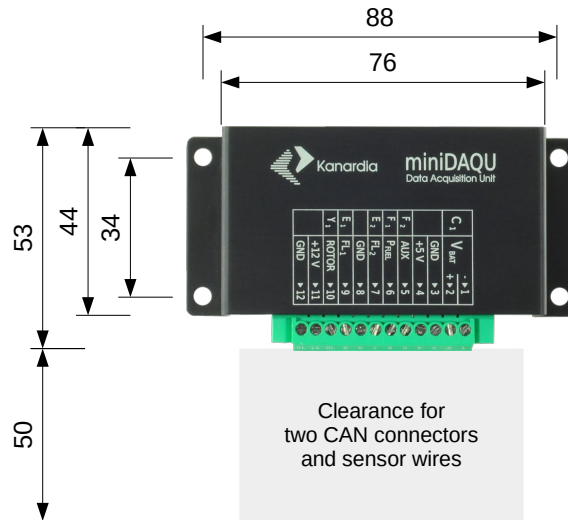 88
76
53
44
34
50
Kanardia
miniDAQU
Data Acquisition Unit
Y₁ E₁ E₂ F₁ F₂ C₁
GND +12 V ROTOR FL₁ GND FL₂ P_FUEL AUX +5 V GND V_BAT + -
12 11 10 9 8 7 6 5 4 3 2 1
Clearance for
two CAN connectors
and sensor wires